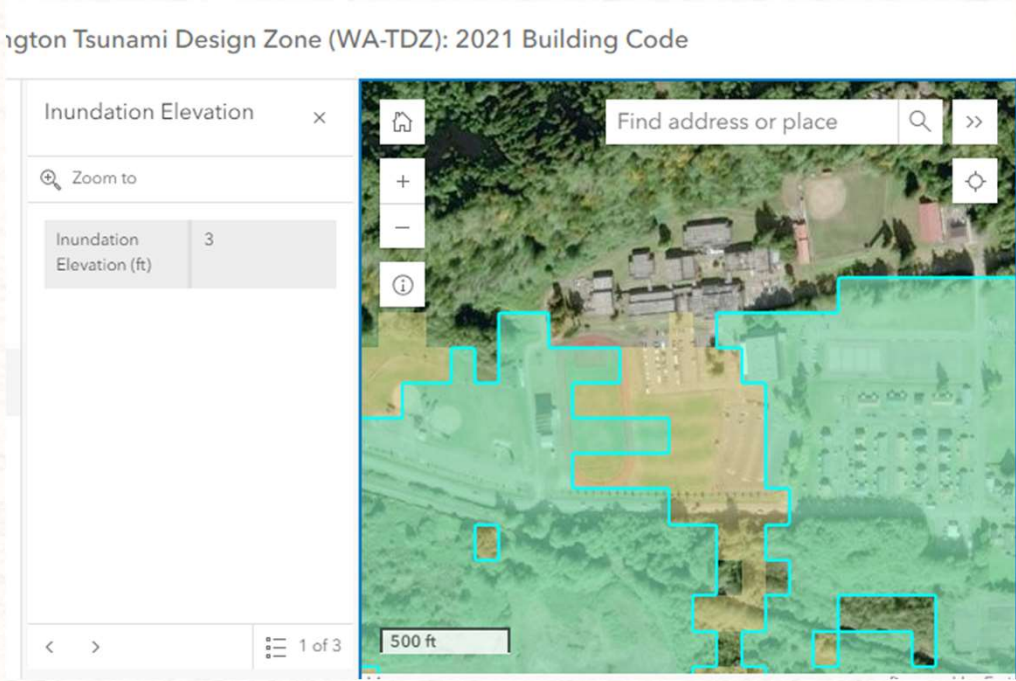 ngton Tsunami Design Zone (WA-TDZ): 2021 Building Code
Inundation Elevation
Zoom to
Inundation
Elevation (ft)
3
1 of 3
Find address or place
500 ft